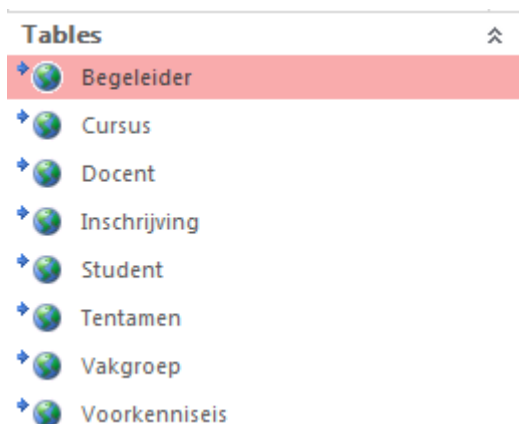 Tables
Begeleider
Cursus
Docent
Inschrijving
Student
Tentamen
Vakgroep
Voorkenniseis